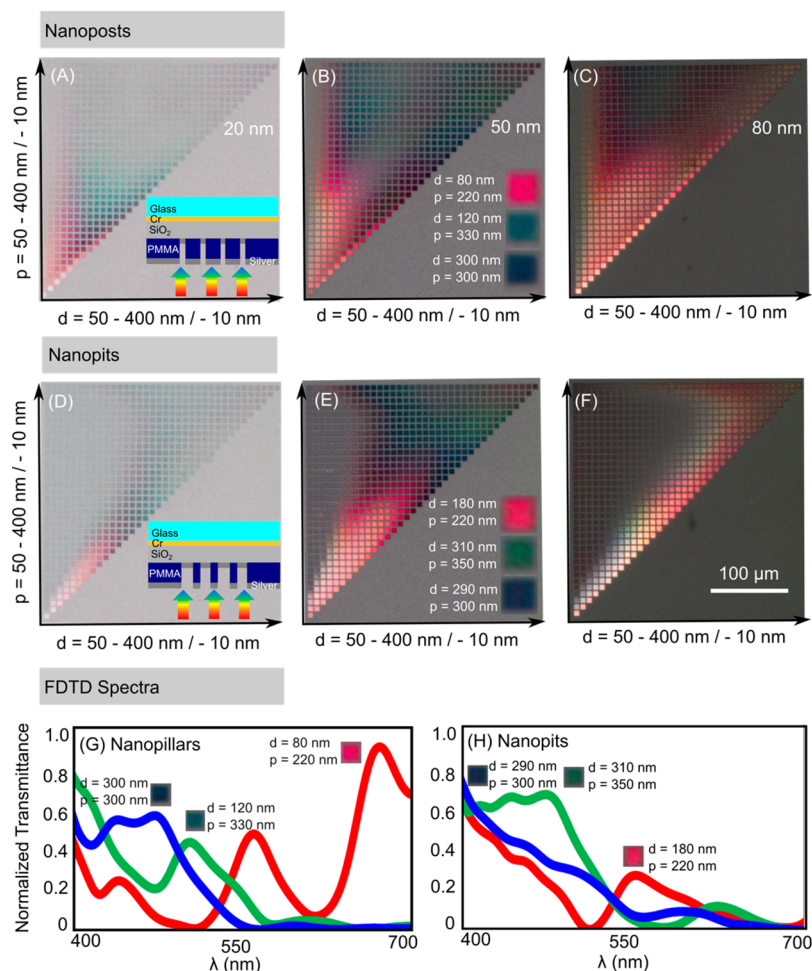 Nanoposts
(A)
(B)
(C)
20 nm
50 nm
80 nm
p = 50 - 400 nm / - 10 nm
Glass
Cr
SiO2
PMMA
Silver
d = 80 nm
p = 220 nm
d = 120 nm
p = 330 nm
d = 300 nm
p = 300 nm
d = 50 - 400 nm / - 10 nm
d = 50 - 400 nm / - 10 nm
d = 50 - 400 nm / - 10 nm
Nanopits
(D)
(E)
(F)
p = 50 - 400 nm / - 10 nm
Glass
Cr
SiO2
PMMA
Silver
d = 180 nm
p = 220 nm
d = 310 nm
p = 350 nm
d = 290 nm
p = 300 nm
100 µm
d = 50 - 400 nm / - 10 nm
d = 50 - 400 nm / - 10 nm
d = 50 - 400 nm / - 10 nm
FDTD Spectra
Normalized Transmittance
1.0
0.8
0.6
0.4
0.2
0
(G) Nanopillars
d = 80 nm
p = 220 nm
d = 300 nm
p = 300 nm
d = 120 nm
p = 330 nm
400
550
700
λ (nm)
1.0
0.8
0.6
0.4
0.2
0
(H) Nanopits
d = 290 nm
p = 300 nm
d = 310 nm
p = 350 nm
d = 180 nm
p = 220 nm
400
550
700
λ (nm)